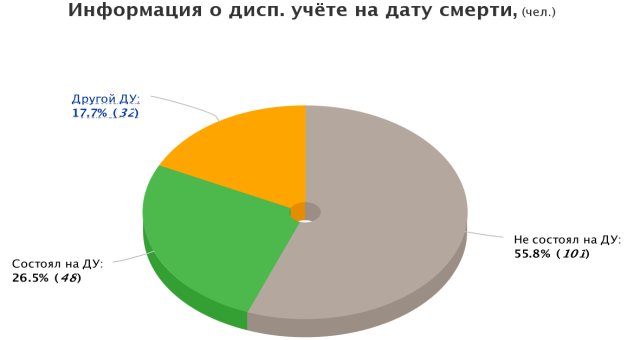 Информация о дисп. учёте на дату смерти, (чел.)
Другой ДУ:
17.7% (32)
Не состоял на ДУ:
55.8% (101)
Состоял на ДУ:
26.5% (48)